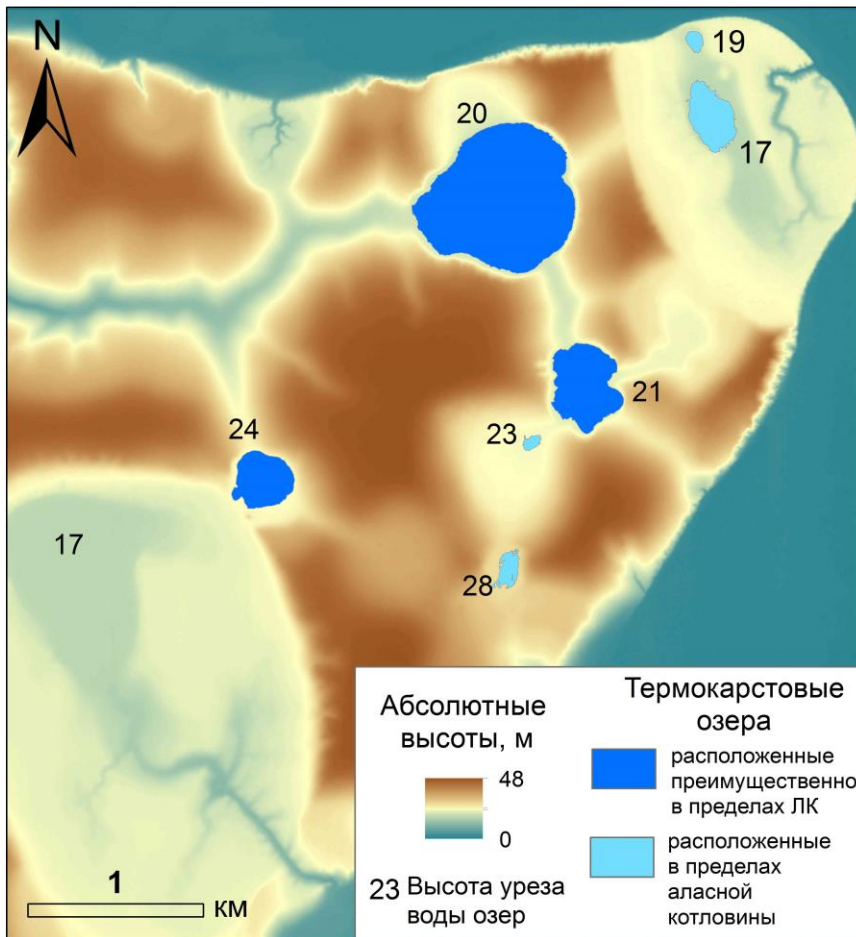 N
19
20
17
21
24
23
17
28
Абсолютные
высоты, м
48
0
23 Высота уреза
воды озер
1
км
Термокарстовые
озера
расположенные
преимущественно
в пределах ЛК
расположенные
в пределах
аласной
котловины